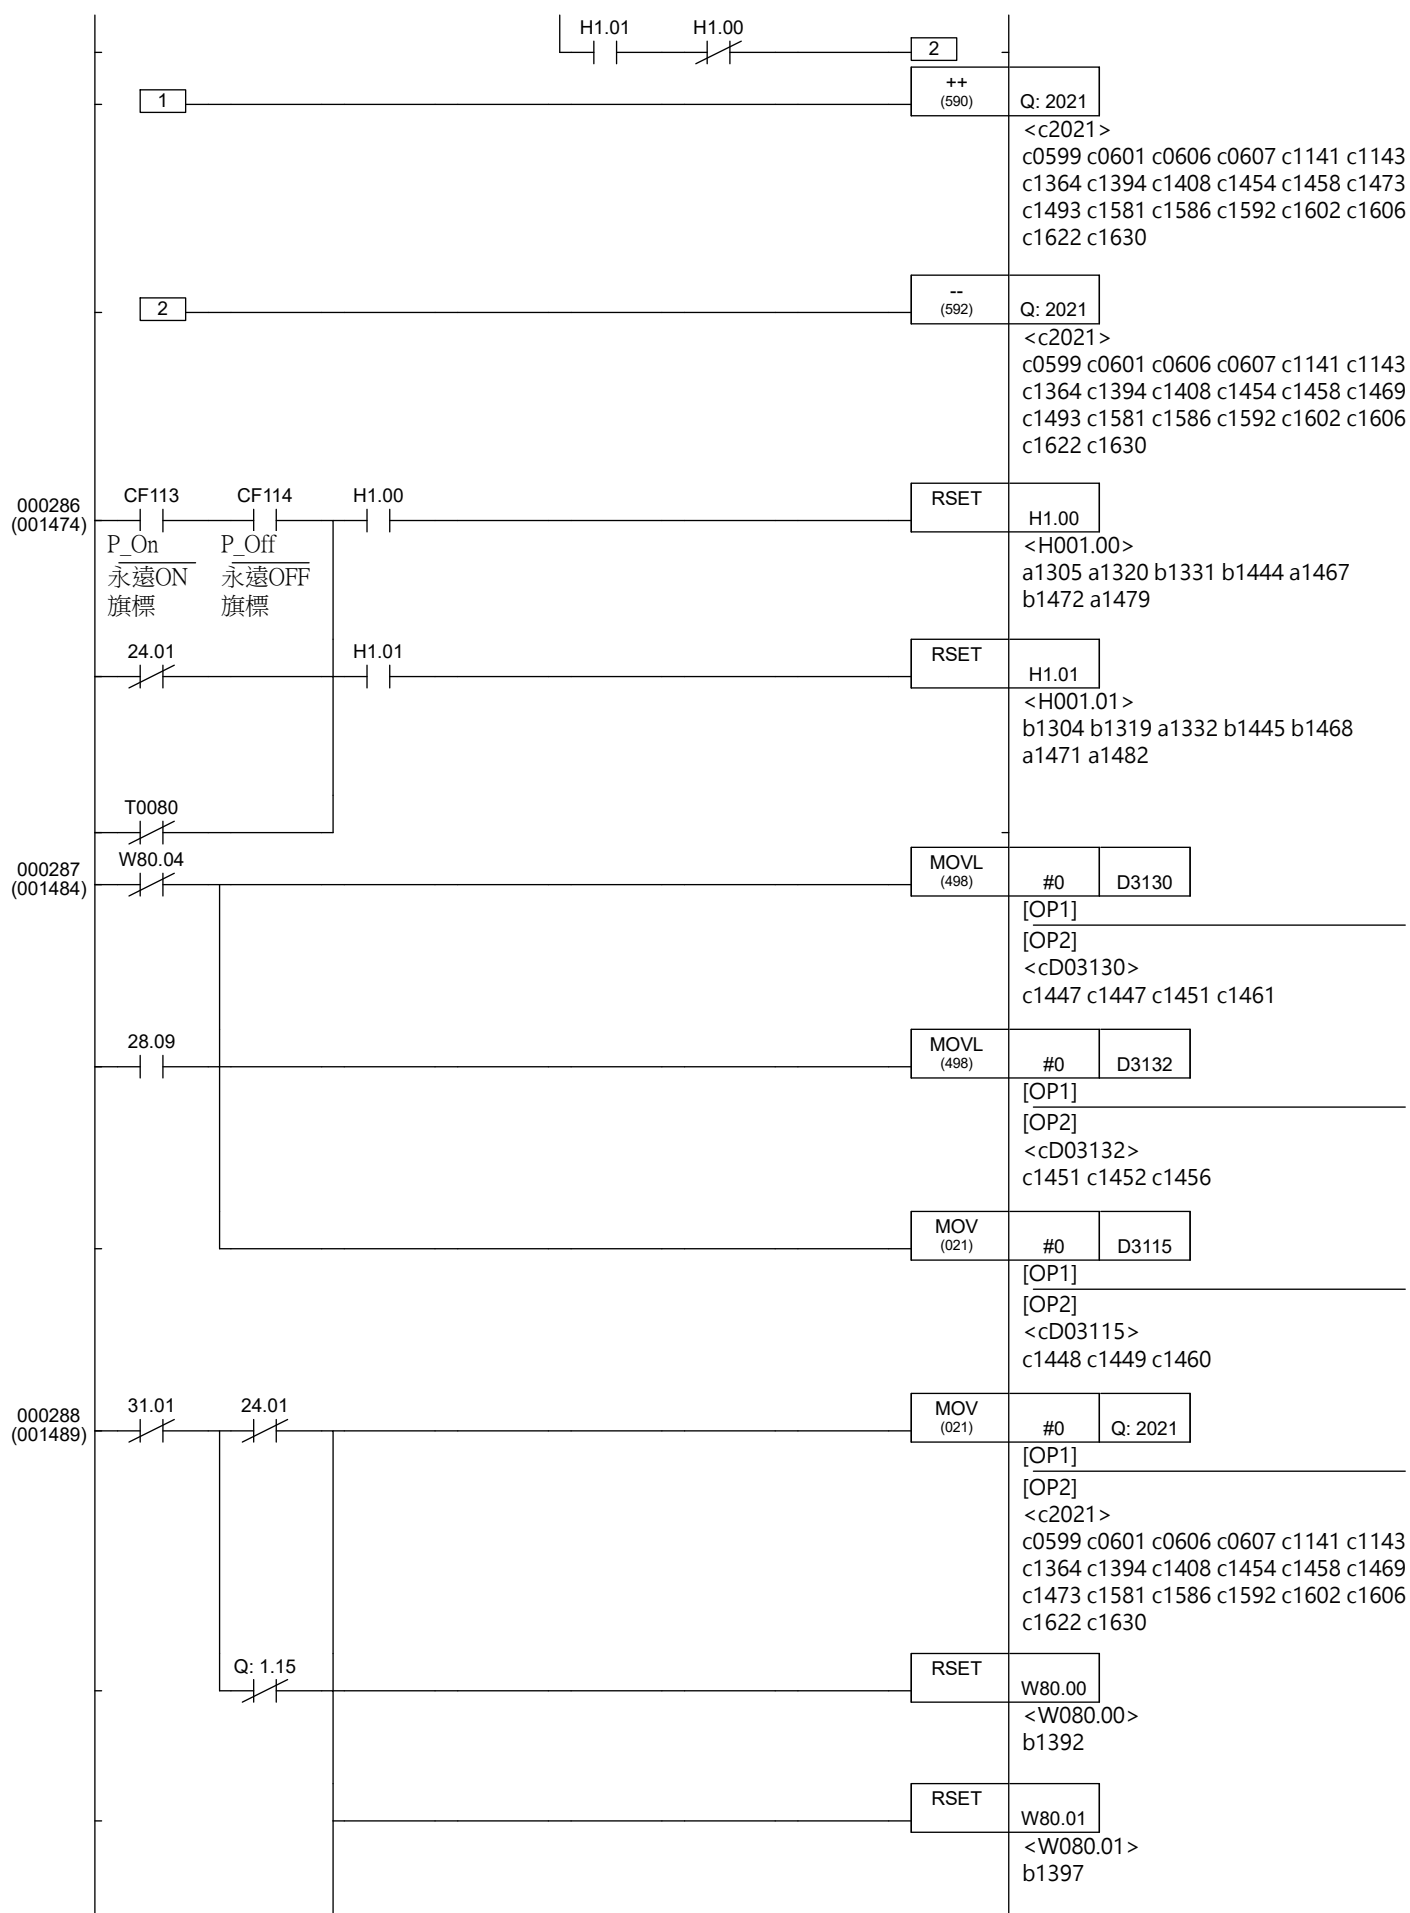 H1.01 H1.00
2
1
++
(590) Q: 2021
<c2021>
c0599 c0601 c0606 c0607 c1141 c1143
c1364 c1394 c1408 c1454 c1458 c1473
c1493 c1581 c1586 c1592 c1602 c1606
c1622 c1630
2
--
(592) Q: 2021
<c2021>
c0599 c0601 c0606 c0607 c1141 c1143
c1364 c1394 c1408 c1454 c1458 c1469
c1493 c1581 c1586 c1592 c1602 c1606
c1622 c1630
000286
(001474)
CF113 CF114 H1.00
P_On P_Off
永遠ON 永遠OFF
旗標 旗標
RSET
H1.00
<H001.00>
a1305 a1320 b1331 b1444 a1467
b1472 a1479
24.01 H1.01
RSET
H1.01
<H001.01>
b1304 b1319 a1332 b1445 b1468
a1471 a1482
T0080
000287
(001484)
W80.04
MOVL
(498) #0 D3130
[OP1]
[OP2]
<cD03130>
c1447 c1447 c1451 c1461
28.09
MOVL
(498) #0 D3132
[OP1]
[OP2]
<cD03132>
c1451 c1452 c1456
MOV
(021) #0 D3115
[OP1]
[OP2]
<cD03115>
c1448 c1449 c1460
000288
(001489)
31.01 24.01
MOV
(021) #0 Q: 2021
[OP1]
[OP2]
<c2021>
c0599 c0601 c0606 c0607 c1141 c1143
c1364 c1394 c1408 c1454 c1458 c1469
c1473 c1581 c1586 c1592 c1602 c1606
c1622 c1630
Q: 1.15
RSET
W80.00
<W080.00>
b1392
RSET
W80.01
<W080.01>
b1397